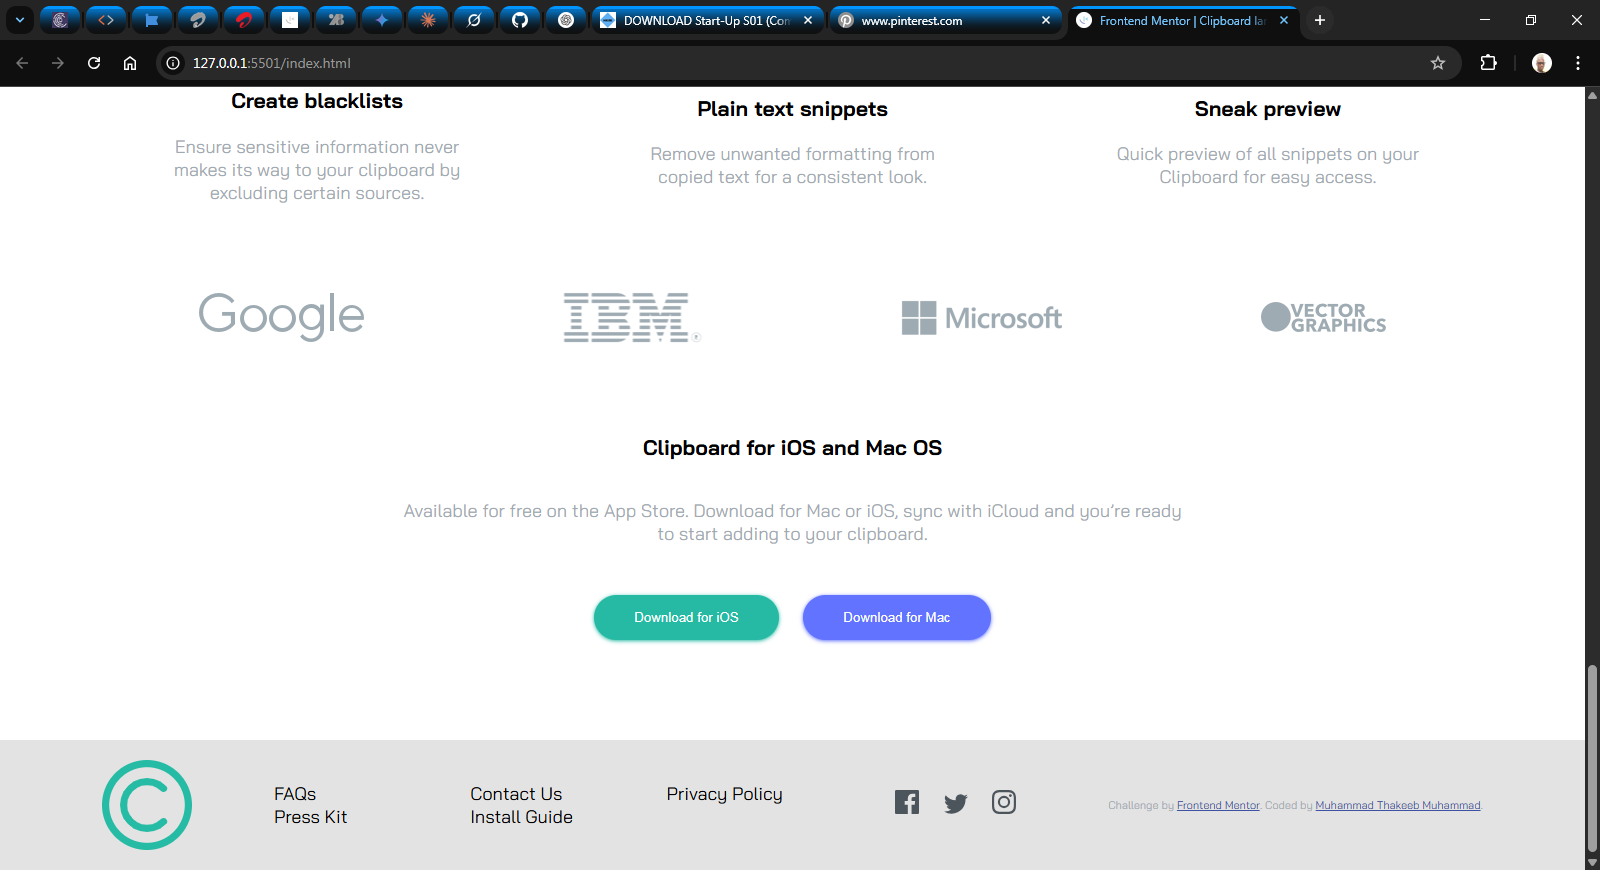 DOWNLOAD Start-Up S01 (Con
www.pinterest.com
Frontend Mentor | Clipboard lan
127.0.0.1:5501/index.html
Create blacklists
Ensure sensitive information never
makes its way to your clipboard by
excluding certain sources.
Plain text snippets
Remove unwanted formatting from
copied text for a consistent look.
Sneak preview
Quick preview of all snippets on your
Clipboard for easy access.
Google
IBM
Microsoft
VECTOR
GRAPHICS
Clipboard for iOS and Mac OS
Available for free on the App Store. Download for Mac or iOS, sync with iCloud and you’re ready
to start adding to your clipboard.
Download for iOS
Download for Mac
FAQs
Press Kit
Contact Us
Install Guide
Privacy Policy
Challenge by Frontend Mentor. Coded by Muhammad Thakeeb Muhammad.